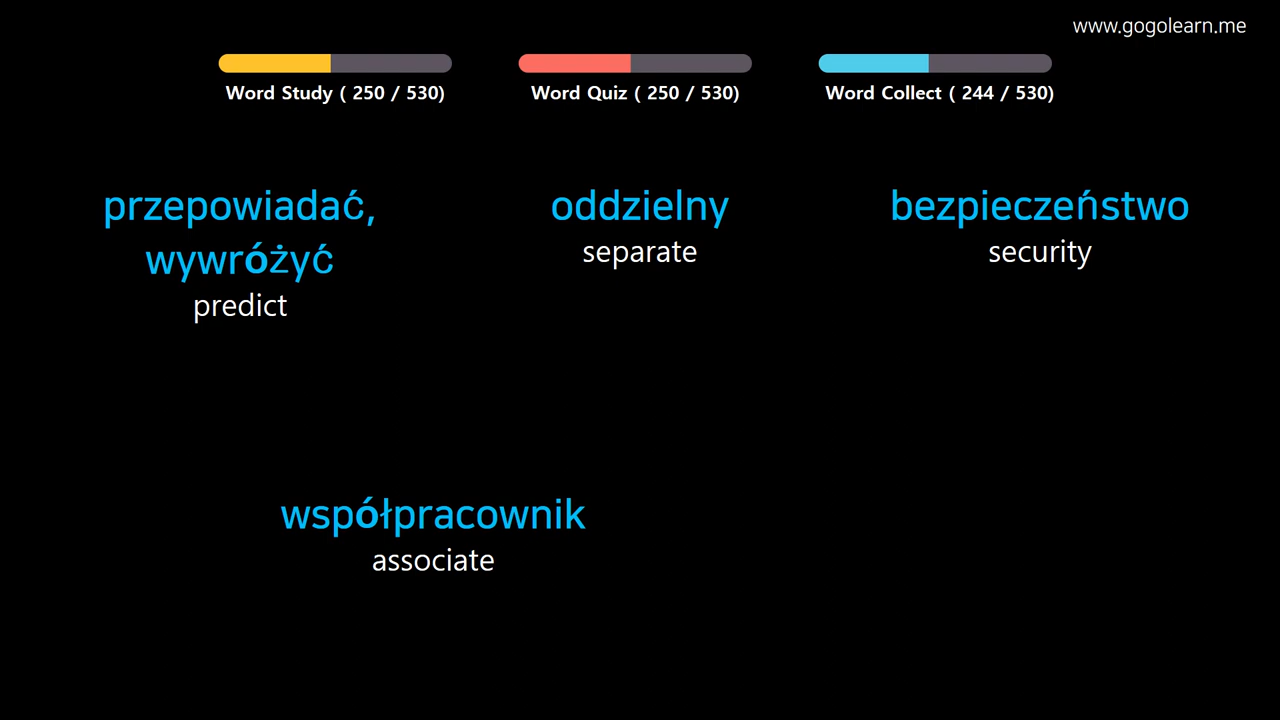 www.gogolearn.me
Word Study ( 250 / 530)
Word Quiz ( 250 / 530)
Word Collect ( 244 / 530)
przepowiadać,
wywróżyć
predict
oddzielny
separate
bezpieczeństwo
security
współpracownik
associate